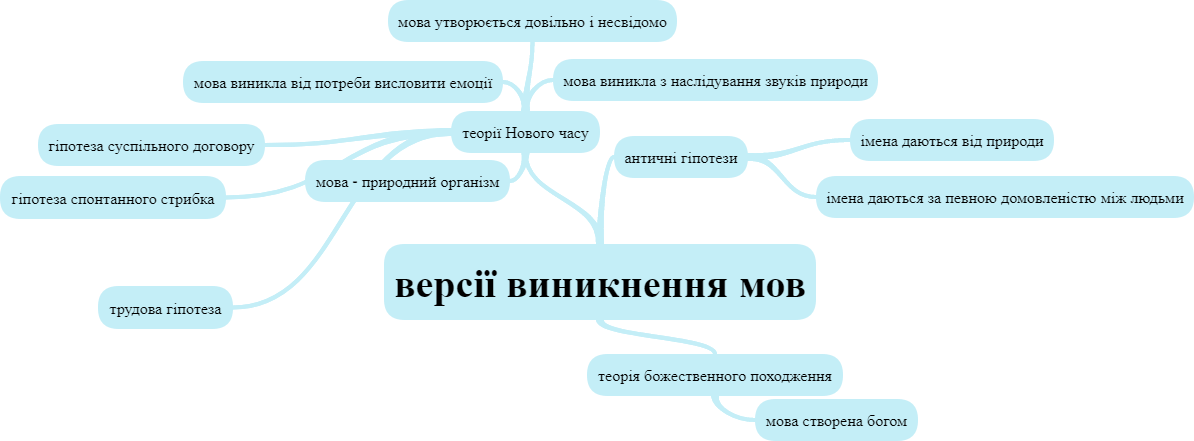 мова утворюється довільно і несвідомо
мова виникла від потреби висловити емоції
мова виникла з наслідування звуків природи
теорії Нового часу
гіпотеза суспільного договору
імена даються від природи
античні гіпотези
мова - природний організм
гіпотеза спонтанного стрибка
імена даються за певною домовленістю між людьми
версії виникнення мов
трудова гіпотеза
теорія божественного походження
мова створена богом